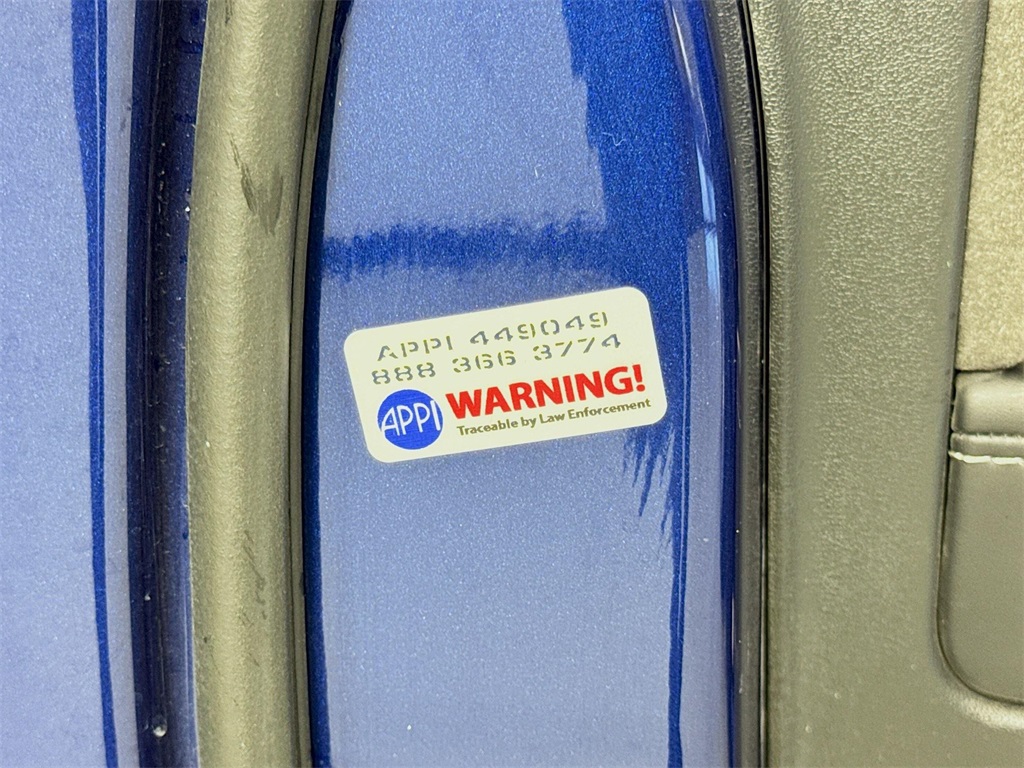 APPI 449049
888 366 3774
APPI WARNING!
Traceable by Law Enforcement